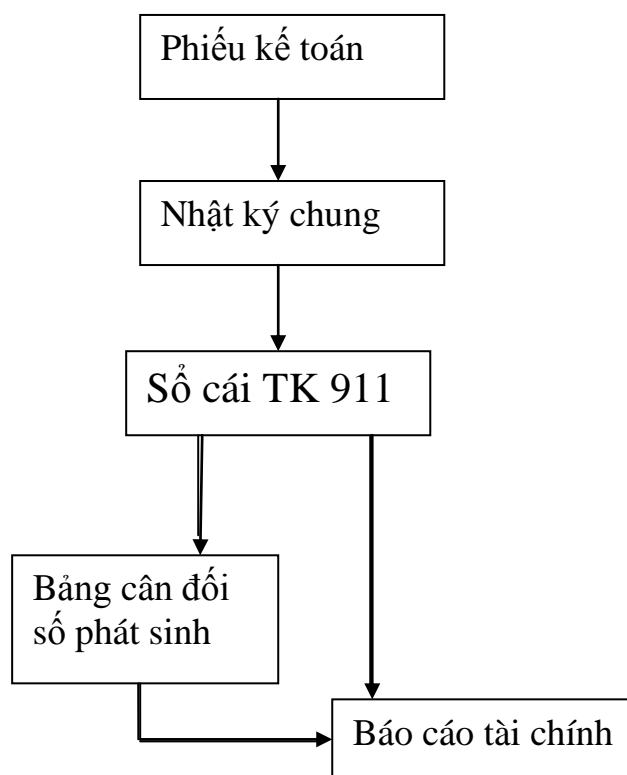 Phiếu kế toán
Nhật ký chung
Sổ cái TK 911
Bảng cân đối
số phát sinh
Báo cáo tài chính